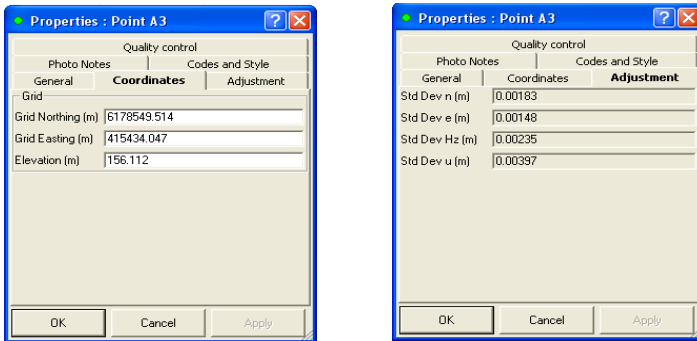 Properties : Point A3
Quality control
Photo Notes Codes and Style
General Coordinates Adjustment
Grid
Grid Northing (m) 6178549.514
Grid Easting (m) 415434.047
Elevation (m) 156.112
OK Cancel Apply
Properties : Point A3
Quality control
Photo Notes Codes and Style
General Coordinates Adjustment
Std Dev n (m) 0.00183
Std Dev e (m) 0.00148
Std Dev Hz (m) 0.00235
Std Dev u (m) 0.00397
OK Cancel Apply